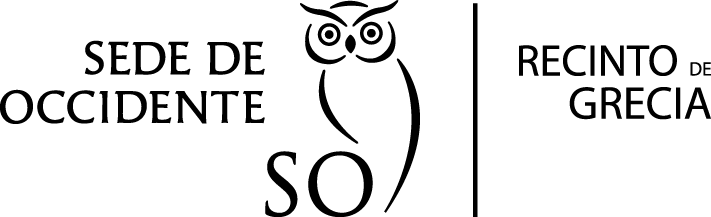 SEDE DE
OCCIDENTE
SO
RECINTO DE
GRECIA